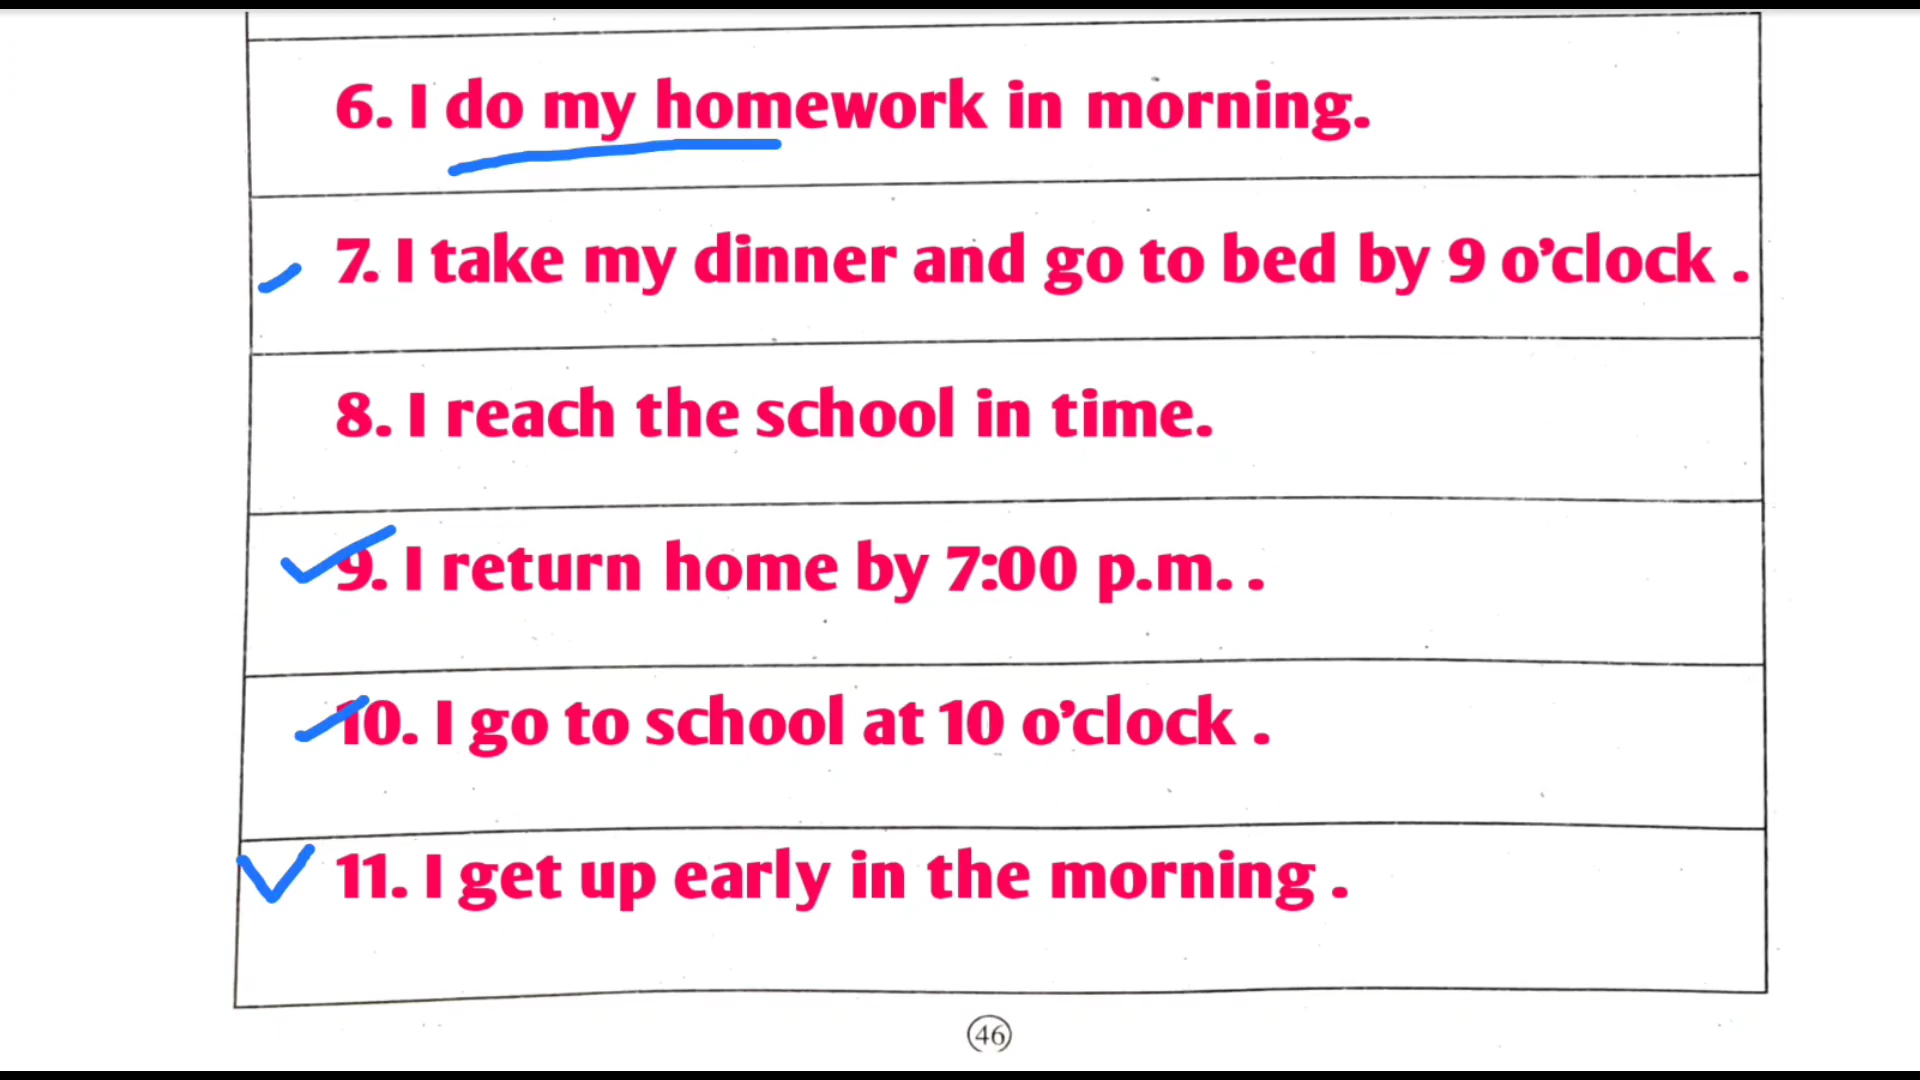 6. I do my homework in morning.
7. I take my dinner and go to bed by 9 o’clock .
8. I reach the school in time.
9. I return home by 7:00 p.m. .
10. I go to school at 10 o’clock .
11. I get up early in the morning .
46